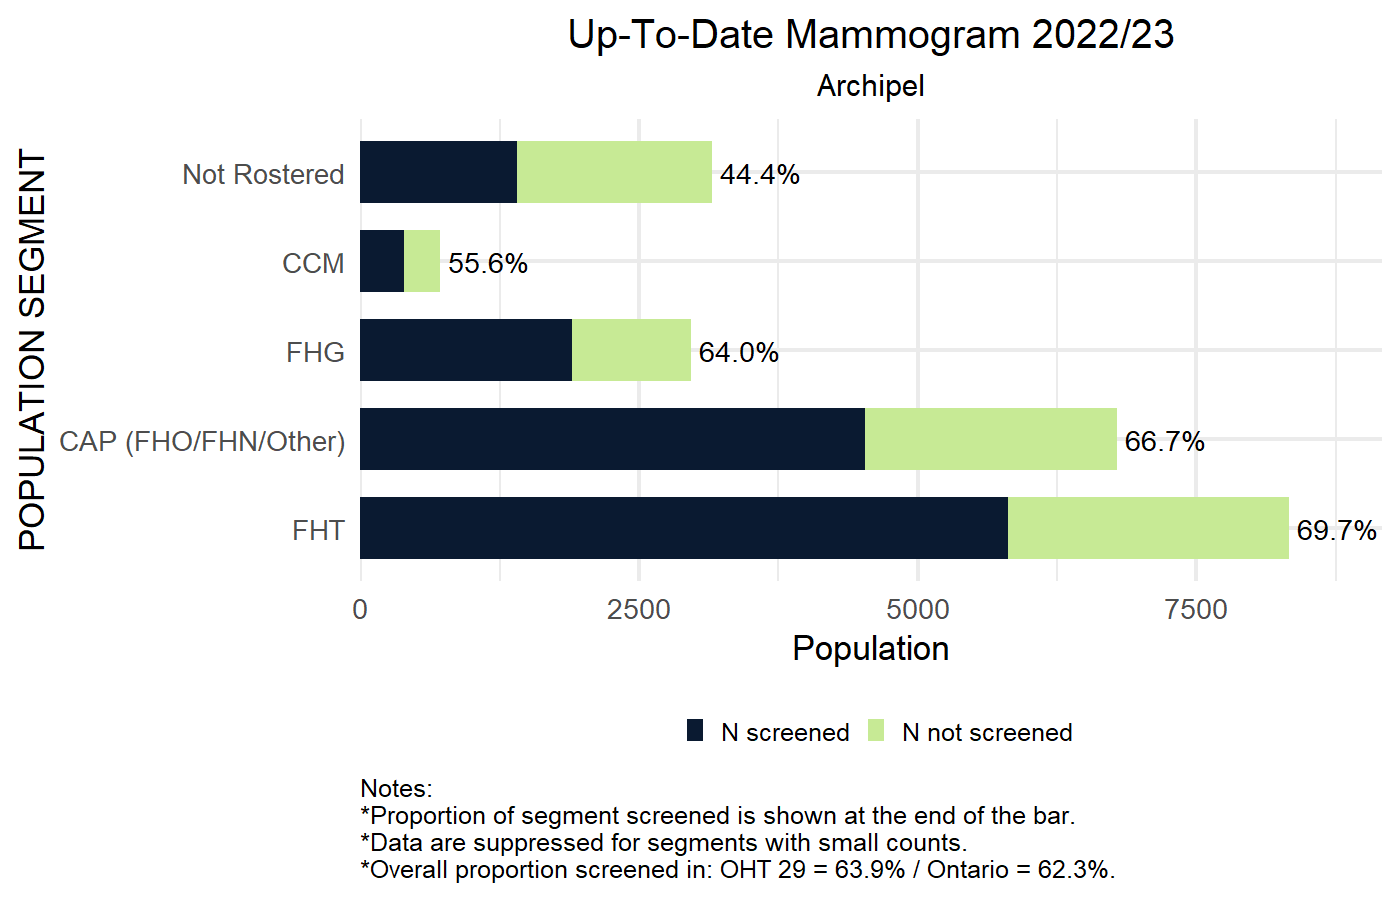 Up-To-Date Mammogram 2022/23
Archipel
POPULATION SEGMENT
Not Rostered
44.4%
CCM
55.6%
FHG
64.0%
CAP (FHO/FHN/Other)
66.7%
FHT
69.7%
0 2500 5000 7500
Population
N screened N not screened
Notes:
*Proportion of segment screened is shown at the end of the bar.
*Data are suppressed for segments with small counts.
*Overall proportion screened in: OHT 29 = 63.9% / Ontario = 62.3%.